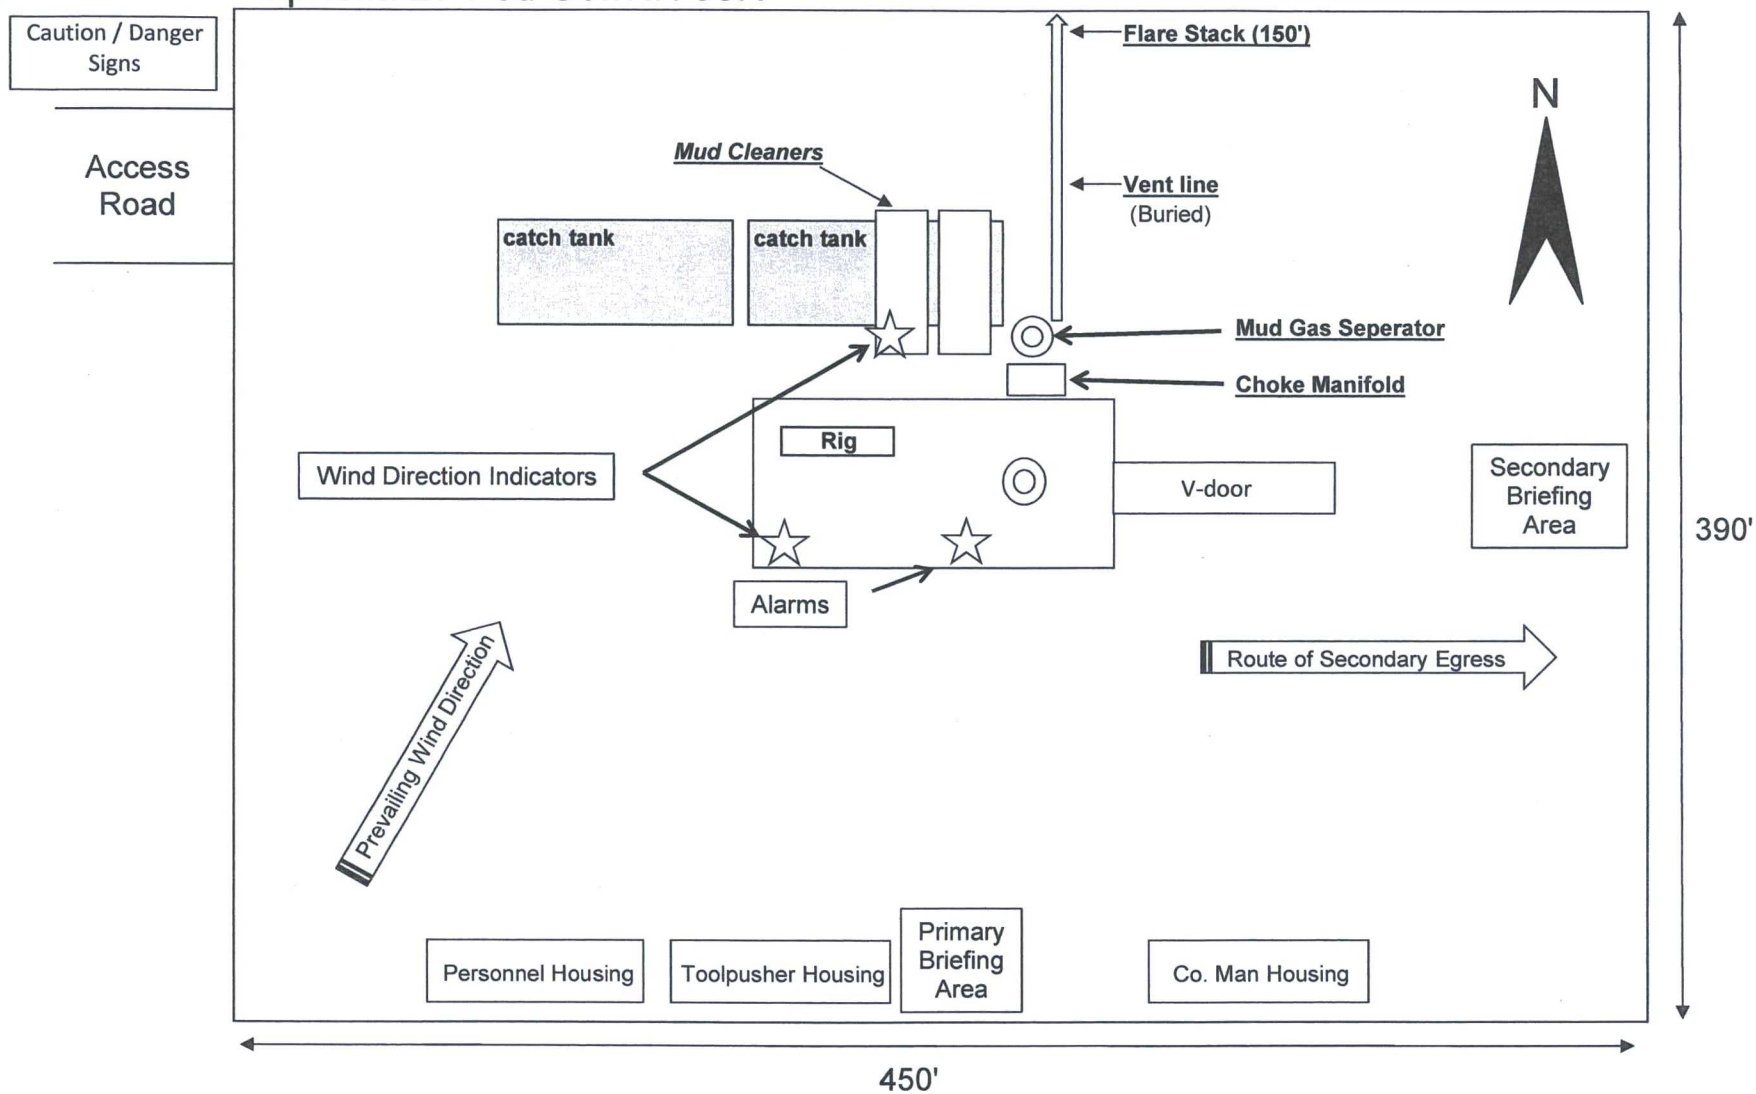 Caution / Danger
Signs
Flare Stack (150')
N
Mud Cleaners
Access
Road
Vent line
(Buried)
catch tank
catch tank
Mud Gas Seperator
Choke Manifold
Rig
Wind Direction Indicators
V-door
Secondary
Briefing
Area
390'
Alarms
Prevailing Wind Direction
Route of Secondary Egress
Primary
Briefing
Area
Personnel Housing
Toolpusher Housing
Co. Man Housing
450'